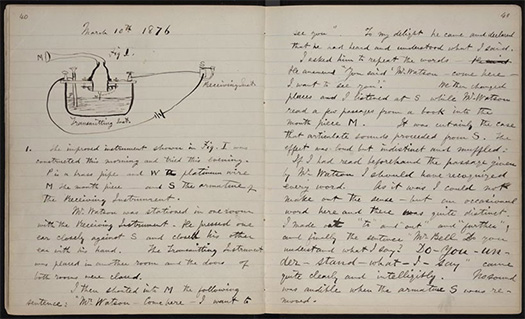 40
March 10th 1876
Fig. 1.
M
S
P
W
Receiving Inst.
Transmitting Inst.
1. The improved instrument shown in Fig. I was
constructed this morning and tried this evening.
P is a brass pipe and W the platinum wire
M the mouth piece and S the armature of
the Receiving Instrument.
Mr. Watson was stationed in one room
with the Receiving Instrument. He pressed one
ear closely against S and closed his other
ear with his hand. The Transmitting Instrument
was placed in another room and the doors of
both rooms were closed.
I then shouted into M the following
sentence: "Mr. Watson - Come here - I want to
41
see you". To my delight he came and declared
that he had heard and understood what I said.
I asked him to repeat the words.
He answered "You said 'Mr. Watson - come here -
I want to see you'." We then changed
places and I listened at S while Mr. Watson
read a few passages from a book into the
mouth piece M. It was certainly the case
that articulate sounds proceeded from S. The
effect was loud but indistinct and muffled.
If I had read beforehand the passage given
by Mr. Watson I should have recognized
every word. As it was I could not
make out the sense - but an occasional
word here and there was quite distinct.
I made out "to" and "out" and "further";
and finally the sentence "Mr. Bell Do you
understand what I say? Do-you-un-
der-stand-what-I-say" came
quite clearly and intelligibly. No sound
was audible when the armature S was re-
moved.